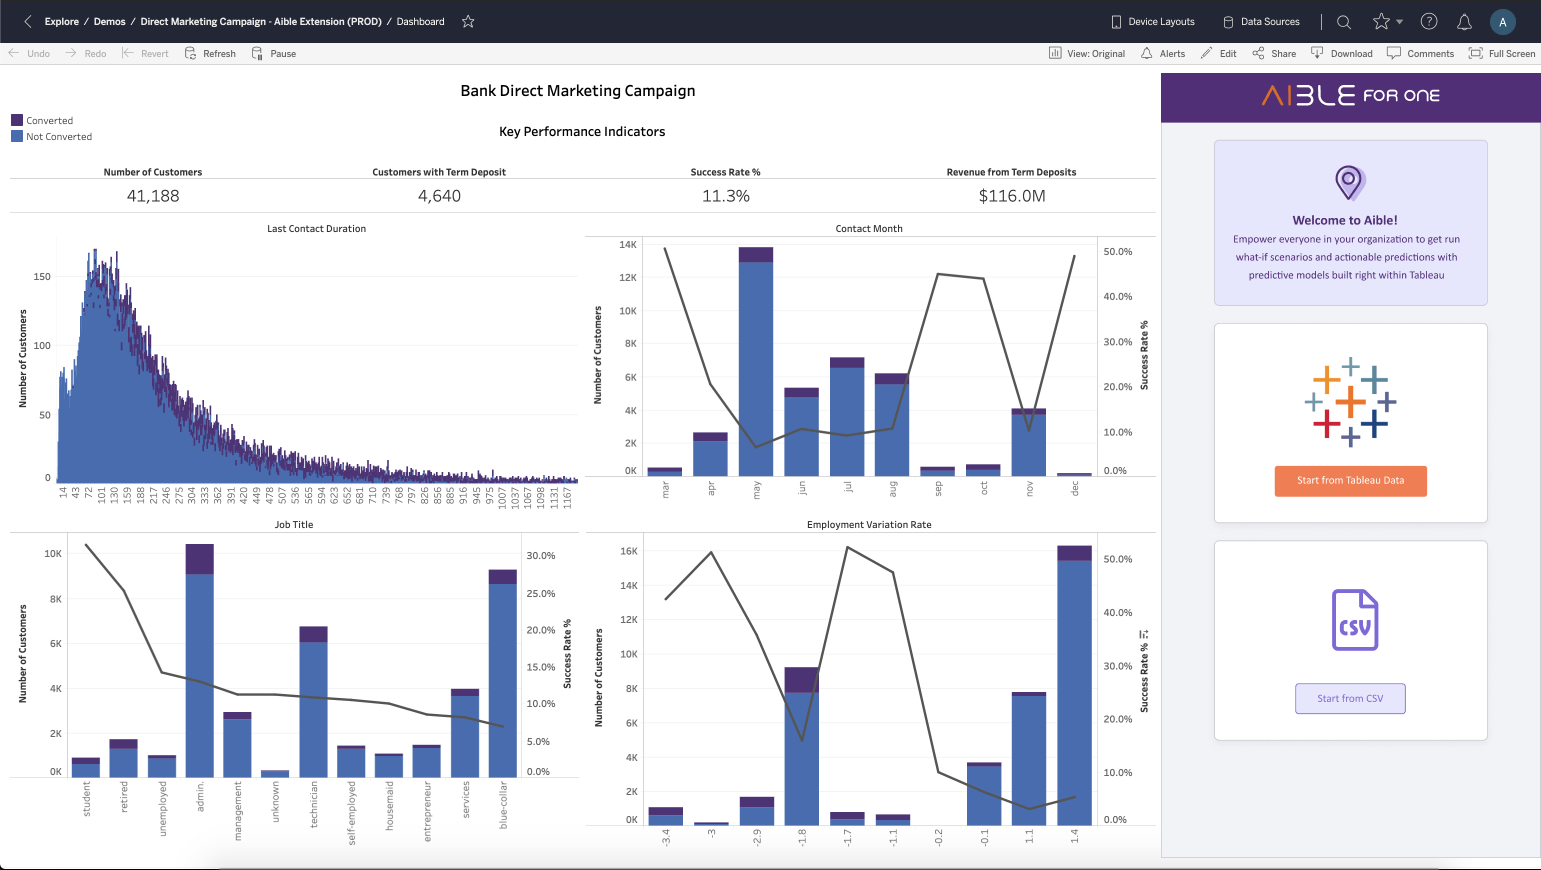 Explore / Demos / Direct Marketing Campaign - Aible Extension (PROD) / Dashboard
Device Layouts
Data Sources
A
Undo
Redo
Revert
Refresh
Pause
View: Original
Alerts
Edit
Share
Download
Comments
Full Screen
Bank Direct Marketing Campaign
Converted
Not Converted
Key Performance Indicators
Number of Customers
Customers with Term Deposit
Success Rate %
Revenue from Term Deposits
41,188
4,640
11.3%
$116.0M
Last Contact Duration
Number of Customers
150
100
50
0
14 43 72 101 130 159 188 217 246 275 304 333 362 391 420 449 478 507 536 565 594 623 652 681 710 739 768 797 826 856 885 916 945 975 1007 1037 1067 1098 1131 1167
Contact Month
Number of Customers
14K
12K
10K
8K
6K
4K
2K
0K
50.0%
40.0%
30.0%
20.0%
10.0%
0.0%
Success Rate %
mar apr may jun jul aug sep oct nov dec
Job Title
Number of Customers
10K
8K
6K
4K
2K
0K
30.0%
25.0%
20.0%
15.0%
10.0%
5.0%
0.0%
Success Rate %
student retired unemployed admin. management unknown technician self-employed housemaid entrepreneur services blue-collar
Employment Variation Rate
Number of Customers
16K
14K
12K
10K
8K
6K
4K
2K
0K
50.0%
40.0%
30.0%
20.0%
10.0%
0.0%
Success Rate %
-3.4 -3 -2.9 -1.8 -1.7 -1.1 -0.2 -0.1 1.1 1.4
AIBLE FOR ONE
Welcome to Aible!
Empower everyone in your organization to get run
what-if scenarios and actionable predictions with
predictive models built right within Tableau
Start from Tableau Data
CSV
Start from CSV